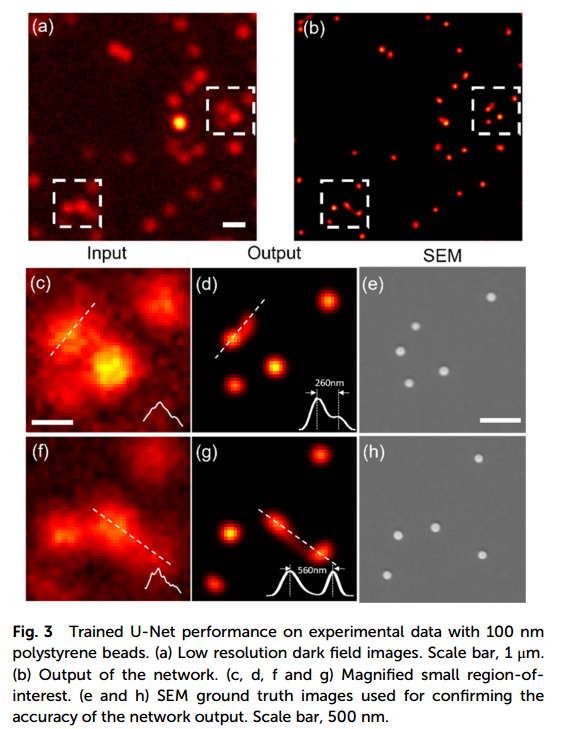 (a)
(b)
Input Output SEM
(c)
(d)
260nm
(e)
(f)
(g)
560nm
(h)
Fig. 3 Trained U-Net performance on experimental data with 100 nm
polystyrene beads. (a) Low resolution dark field images. Scale bar, 1 μm.
(b) Output of the network. (c, d, f and g) Magnified small region-of-
interest. (e and h) SEM ground truth images used for confirming the
accuracy of the network output. Scale bar, 500 nm.